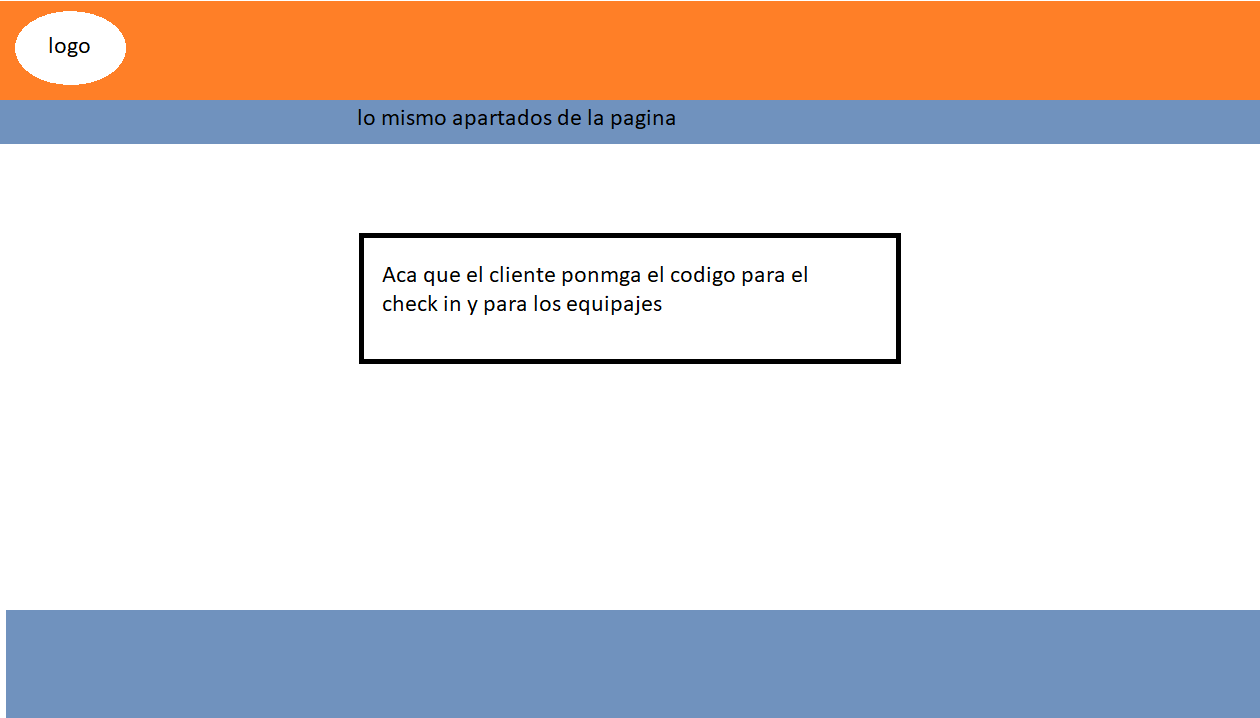 logo
lo mismo apartados de la pagina
Aca que el cliente ponmga el codigo para el
check in y para los equipajes